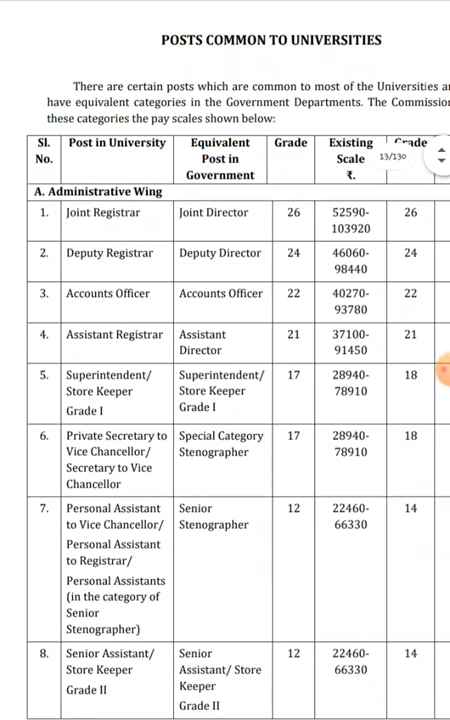 POSTS COMMON TO UNIVERSITIES
There are certain posts which are common to most of the Universities
have equivalent categories in the Government Departments. The Commission
these categories the pay scales shown below:
Sl. No. Post in University Equivalent Post in Government Grade Existing Scale ₹. Grade
13/130
A. Administrative Wing
1. Joint Registrar Joint Director 26 52590- 26
103920
2. Deputy Registrar Deputy Director 24 46060- 24
98440
3. Accounts Officer Accounts Officer 22 40270- 22
93780
4. Assistant Registrar Assistant 21 37100- 21
Director 91450
5. Superintendent/ Superintendent/ 17 28940- 18
Store Keeper Store Keeper 78910
Grade I Grade I
6. Private Secretary to Special Category 17 28940- 18
Vice Chancellor/ Stenographer 78910
Secretary to Vice
Chancellor
7. Personal Assistant Senior 12 22460- 14
to Vice Chancellor/ Stenographer 66330
Personal Assistant
to Registrar/
Personal Assistants
(in the category of
Senior
Stenographer)
8. Senior Assistant/ Senior 12 22460- 14
Store Keeper Assistant/ Store 66330
Grade II Keeper
Grade II